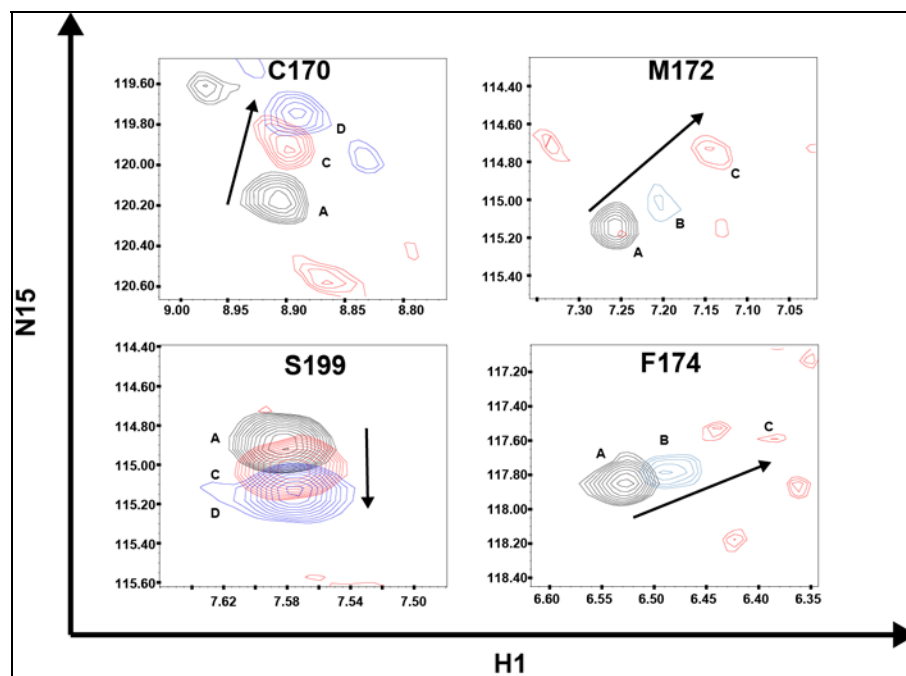 C170
119.60
119.80
120.00
120.20
120.40
120.60
D
C
A
9.00 8.95 8.90 8.85 8.80
M172
114.40
114.60
114.80
115.00
115.20
115.40
C
B
A
7.30 7.25 7.20 7.15 7.10 7.05
N15
S199
114.40
114.60
114.80
115.00
115.20
115.40
115.60
A
C
D
7.62 7.58 7.54 7.50
F174
117.20
117.40
117.60
117.80
118.00
118.20
118.40
A
B
C
6.60 6.55 6.50 6.45 6.40 6.35
H1